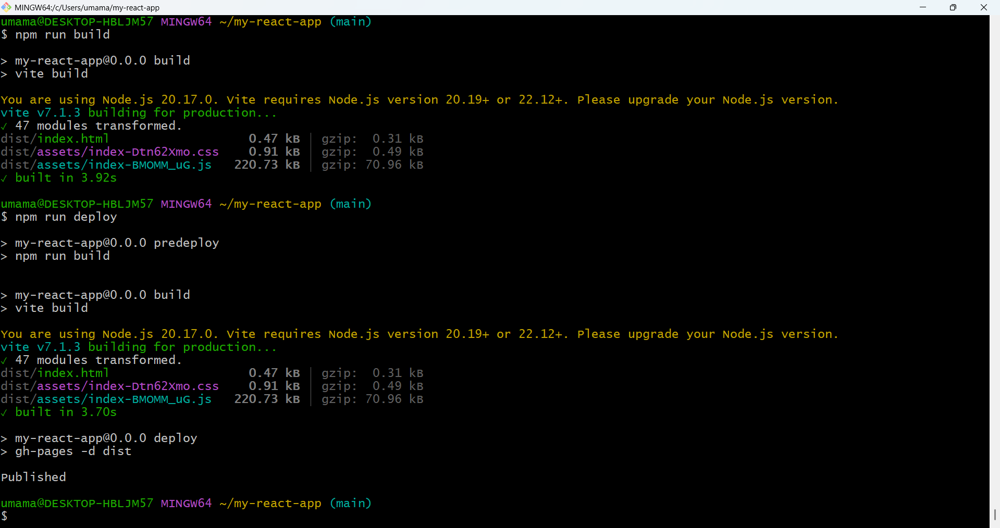 MINGW64:/c/Users/umama/my-react-app
umama@DESKTOP-HBLJM57 MINGW64 ~/my-react-app (main)
$ npm run build
> my-react-app@0.0.0 build
> vite build
You are using Node.js 20.17.0. Vite requires Node.js version 20.19+ or 22.12+. Please upgrade your Node.js version.
vite v7.1.3 building for production...
✓ 47 modules transformed.
dist/index.html                   0.47 kB │ gzip:  0.31 kB
dist/assets/index-Dtn62Xmo.css    0.91 kB │ gzip:  0.49 kB
dist/assets/index-BMOMM_uG.js   220.73 kB │ gzip: 70.96 kB
✓ built in 3.92s
umama@DESKTOP-HBLJM57 MINGW64 ~/my-react-app (main)
$ npm run deploy
> my-react-app@0.0.0 predeploy
> npm run build
> my-react-app@0.0.0 build
> vite build
You are using Node.js 20.17.0. Vite requires Node.js version 20.19+ or 22.12+. Please upgrade your Node.js version.
vite v7.1.3 building for production...
✓ 47 modules transformed.
dist/index.html                   0.47 kB │ gzip:  0.31 kB
dist/assets/index-Dtn62Xmo.css    0.91 kB │ gzip:  0.49 kB
dist/assets/index-BMOMM_uG.js   220.73 kB │ gzip: 70.96 kB
✓ built in 3.70s
> my-react-app@0.0.0 deploy
> gh-pages -d dist
Published
umama@DESKTOP-HBLJM57 MINGW64 ~/my-react-app (main)
$